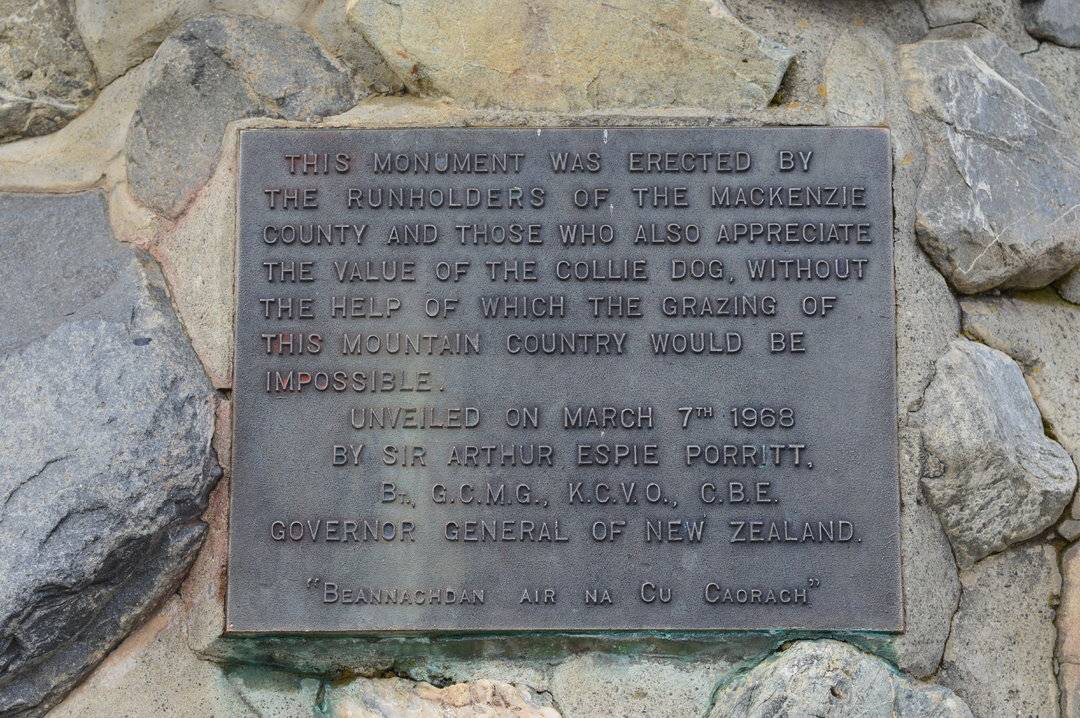 THIS MONUMENT WAS ERECTED BY
THE RUNHOLDERS OF THE MACKENZIE
COUNTY AND THOSE WHO ALSO APPRECIATE
THE VALUE OF THE COLLIE DOG, WITHOUT
THE HELP OF WHICH THE GRAZING OF
THIS MOUNTAIN COUNTRY WOULD BE
IMPOSSIBLE.
UNVEILED ON MARCH 7TH 1968
BY SIR ARTHUR ESPIE PORRITT,
BT., G.C.M.G., K.C.V.O., C.B.E.
GOVERNOR GENERAL OF NEW ZEALAND.
"BEANNACHDAN AIR NA CU CAORACH"